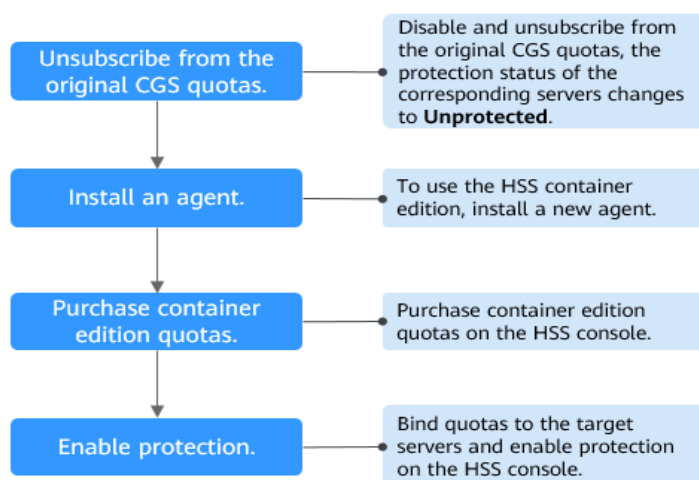 Unsubscribe from the
original CGS quotas.
Disable and unsubscribe from
the original CGS quotas, the
protection status of the
corresponding servers changes
to Unprotected.
Install an agent.
To use the HSS container
edition, install a new agent.
Purchase container
edition quotas.
Purchase container edition
quotas on the HSS console.
Enable protection.
Bind quotas to the target
servers and enable protection
on the HSS console.